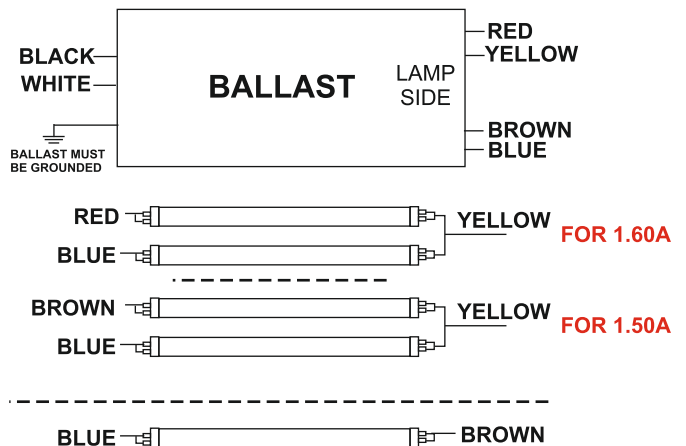 BLACK
WHITE
BALLAST MUST
BE GROUNDED
BALLAST
LAMP
SIDE
RED
YELLOW
BROWN
BLUE
RED
BLUE
YELLOW
FOR 1.60A
BROWN
BLUE
YELLOW
FOR 1.50A
BLUE
BROWN